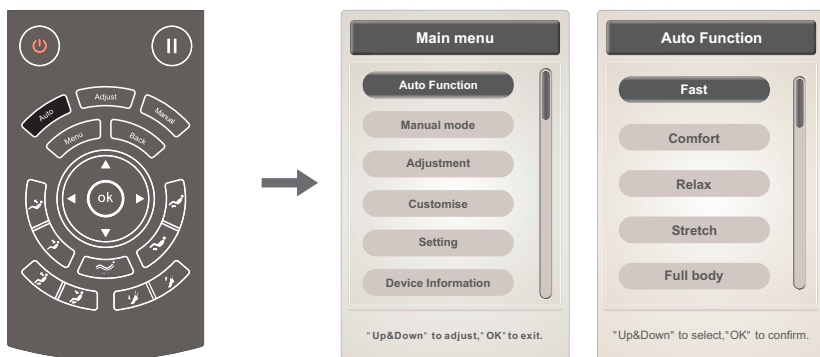 Auto
Adjust
Manual
Menu
Back
ok
Main menu
Auto Function
Manual mode
Adjustment
Customise
Setting
Device Information
"Up&Down" to adjust,"OK" to exit.
Auto Function
Fast
Comfort
Relax
Stretch
Full body
"Up&Down" to select,"OK" to confirm.